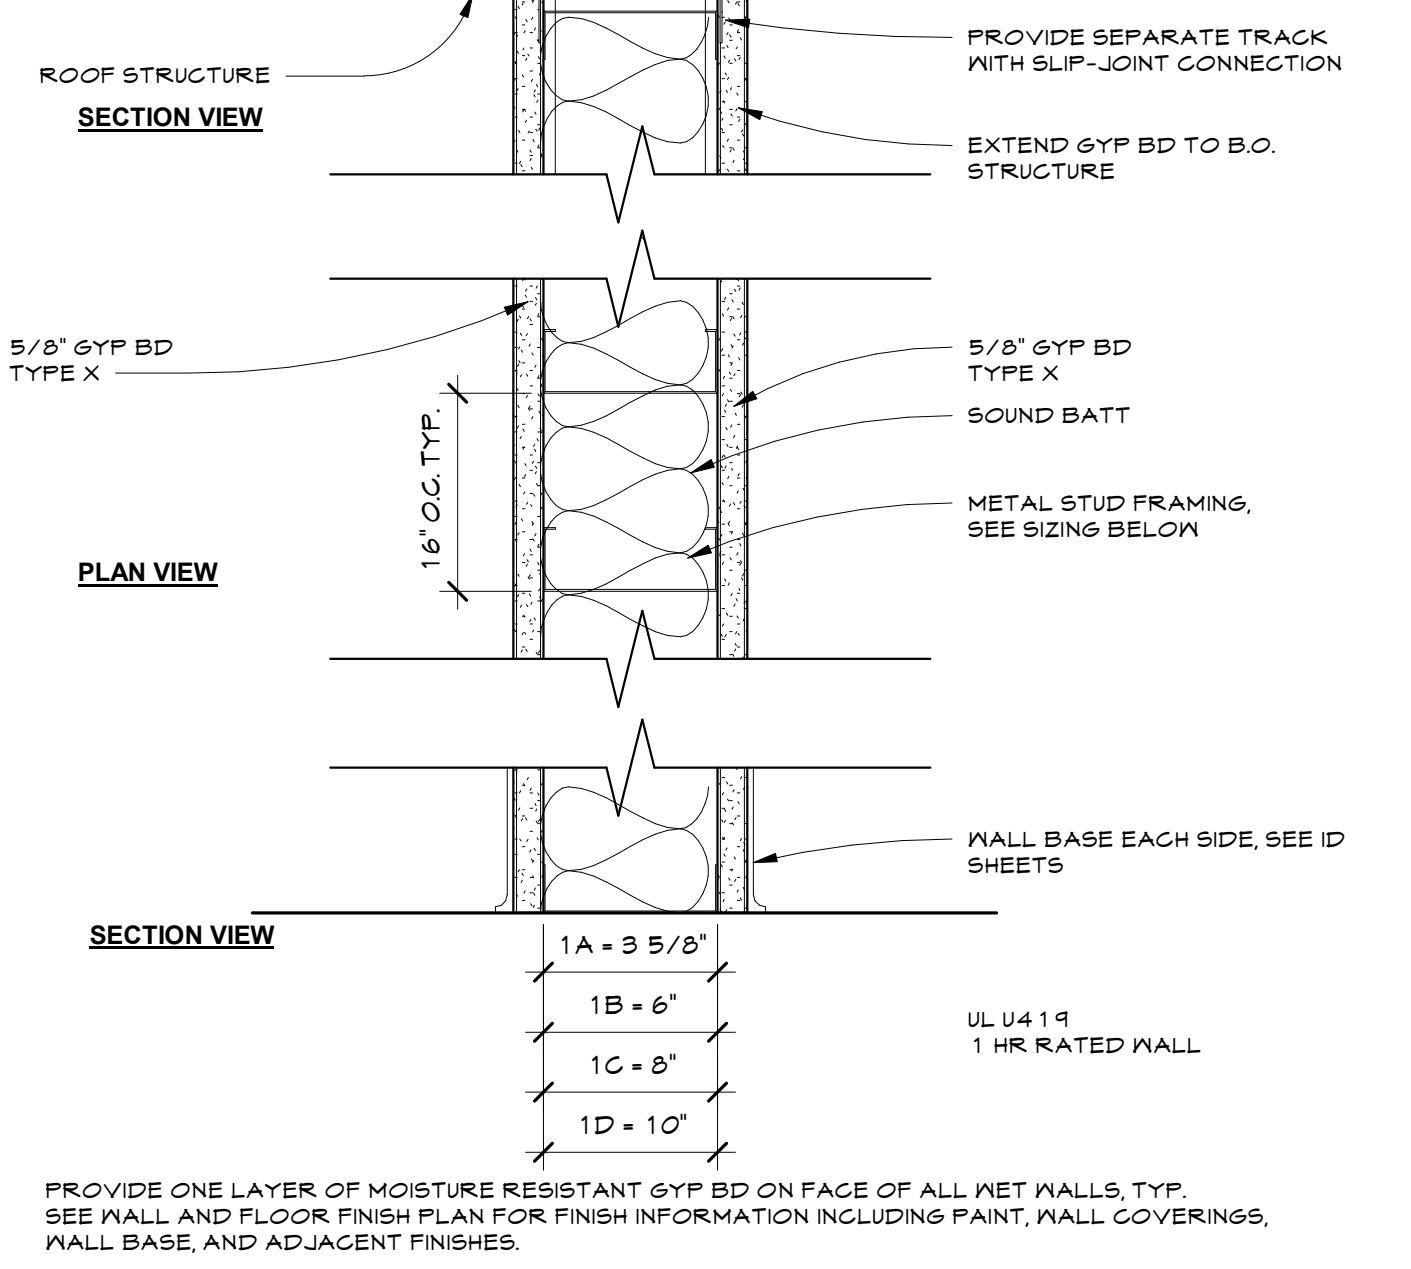 PROVIDE SEPARATE TRACK
WITH SLIP-JOINT CONNECTION
ROOF STRUCTURE
SECTION VIEW
EXTEND GYP BD TO B.O.
STRUCTURE
5/8" GYP BD
TYPE X
5/8" GYP BD
TYPE X
SOUND BATT
16" O.C. TYP.
METAL STUD FRAMING,
SEE SIZING BELOW
PLAN VIEW
WALL BASE EACH SIDE, SEE ID
SHEETS
SECTION VIEW
1A = 3 5/8"
1B = 6"
1C = 8"
1D = 10"
UL U419
1 HR RATED WALL
PROVIDE ONE LAYER OF MOISTURE RESISTANT GYP BD ON FACE OF ALL WET WALLS, TYP.
SEE WALL AND FLOOR FINISH PLAN FOR FINISH INFORMATION INCLUDING PAINT, WALL COVERINGS,
WALL BASE, AND ADJACENT FINISHES.